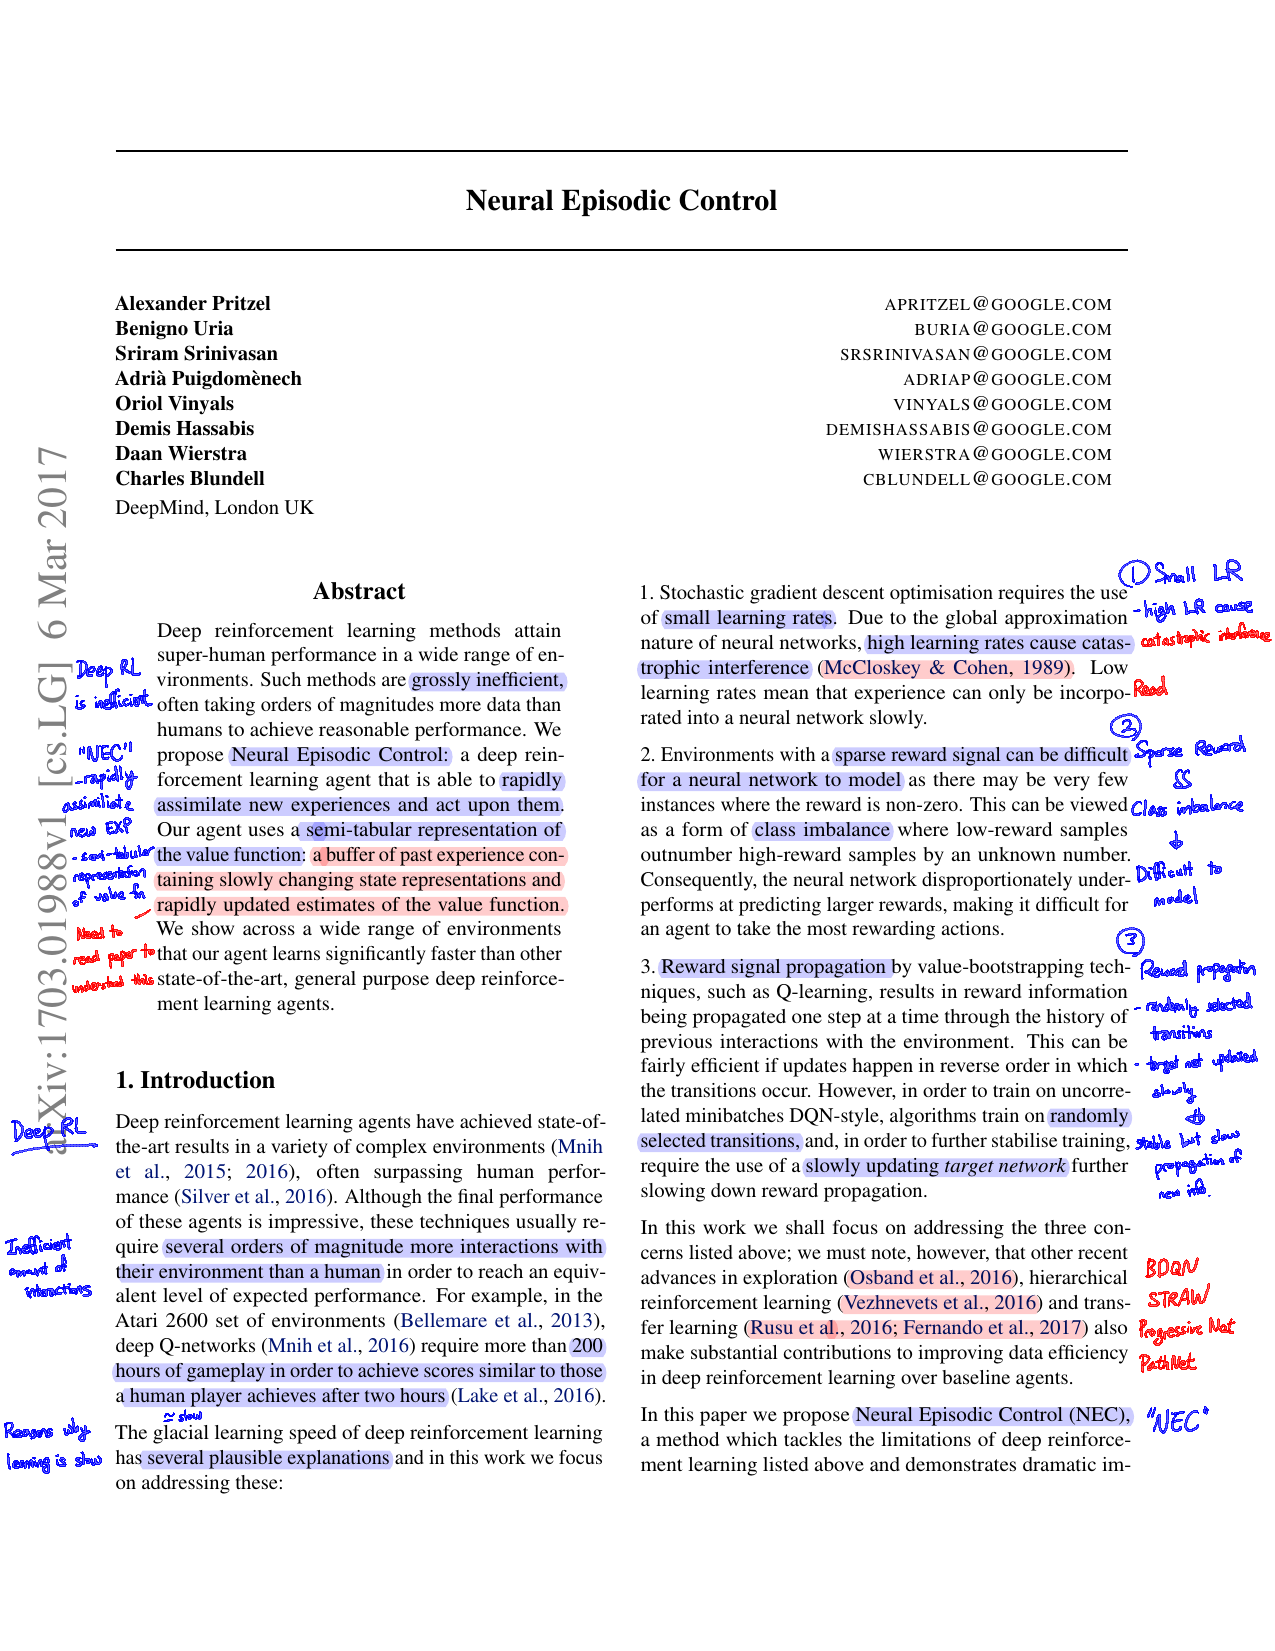 Neural Episodic Control
Alexander Pritzel APRITZEL@GOOGLE.COM
Benigno Uria BURIA@GOOGLE.COM
Sriram Srinivasan SRSRINIVASAN@GOOGLE.COM
Adrià Puigdomènech ADRIAP@GOOGLE.COM
Oriol Vinyals VINYALS@GOOGLE.COM
Demis Hassabis DEMISHASSABIS@GOOGLE.COM
Daan Wierstra WIERSTRA@GOOGLE.COM
Charles Blundell CBLUNDELL@GOOGLE.COM
DeepMind, London UK
arXiv:1703.01988v1 [cs.LG] 6 Mar 2017
Abstract
Deep reinforcement learning methods attain
super-human performance in a wide range of en-
vironments. Such methods are grossly inefficient,
often taking orders of magnitudes more data than
humans to achieve reasonable performance. We
propose Neural Episodic Control: a deep rein-
forcement learning agent that is able to rapidly
assimilate new experiences and act upon them.
Our agent uses a semi-tabular representation of
the value function: a buffer of past experience con-
taining slowly changing state representations and
rapidly updated estimates of the value function.
We show across a wide range of environments
that our agent learns significantly faster than other
state-of-the-art, general purpose deep reinforce-
ment learning agents.
Deep RL
is inefficient
"NEC"
- rapidly
assimiliate
new EXP
- semi-tabular
representation
of value fn
Need to
read paper to
understand this
1. Introduction
Deep reinforcement learning agents have achieved state-of-
the-art results in a variety of complex environments (Mnih
et al., 2015; 2016), often surpassing human perfor-
mance (Silver et al., 2016). Although the final performance
of these agents is impressive, these techniques usually re-
quire several orders of magnitude more interactions with
their environment than a human in order to reach an equiv-
alent level of expected performance. For example, in the
Atari 2600 set of environments (Bellemare et al., 2013),
deep Q-networks (Mnih et al., 2016) require more than 200
hours of gameplay in order to achieve scores similar to those
a human player achieves after two hours (Lake et al., 2016).
≈ slow
The glacial learning speed of deep reinforcement learning
has several plausible explanations and in this work we focus
on addressing these:
Deep RL
Inefficient
amount of
interactions
Reasons why
learning is slow
1. Stochastic gradient descent optimisation requires the use
of small learning rates. Due to the global approximation
nature of neural networks, high learning rates cause catas-
trophic interference (McCloskey & Cohen, 1989). Low
learning rates mean that experience can only be incorpo-
rated into a neural network slowly.
2. Environments with a sparse reward signal can be difficult
for a neural network to model as there may be very few
instances where the reward is non-zero. This can be viewed
as a form of class imbalance where low-reward samples
outnumber high-reward samples by an unknown number.
Consequently, the neural network disproportionately under-
performs at predicting larger rewards, making it difficult for
an agent to take the most rewarding actions.
3. Reward signal propagation by value-bootstrapping tech-
niques, such as Q-learning, results in reward information
being propagated one step at a time through the history of
previous interactions with the environment. This can be
fairly efficient if updates happen in reverse order in which
the transitions occur. However, in order to train on uncorre-
lated minibatches DQN-style, algorithms train on randomly
selected transitions, and, in order to further stabilise training,
require the use of a slowly updating target network further
slowing down reward propagation.
In this work we shall focus on addressing the three con-
cerns listed above; we must note, however, that other recent
advances in exploration (Osband et al., 2016), hierarchical
reinforcement learning (Vezhnevets et al., 2016) and trans-
fer learning (Rusu et al., 2016; Fernando et al., 2017) also
make substantial contributions to improving data efficiency
in deep reinforcement learning over baseline agents.
In this paper we propose Neural Episodic Control (NEC),
a method which tackles the limitations of deep reinforce-
ment learning listed above and demonstrates dramatic im-
① Small LR
- high LR cause
catastrophic interference
Read
②
Sparse Reward
&
Class imbalance
↓
Difficult to
model
③
Reward propagation
- randomly selected
transitions
- target net updated
slowly
↓
stable but slow
propagation of
new info.
BDQN
STRAW
Progressive Net
PathNet
"NEC"